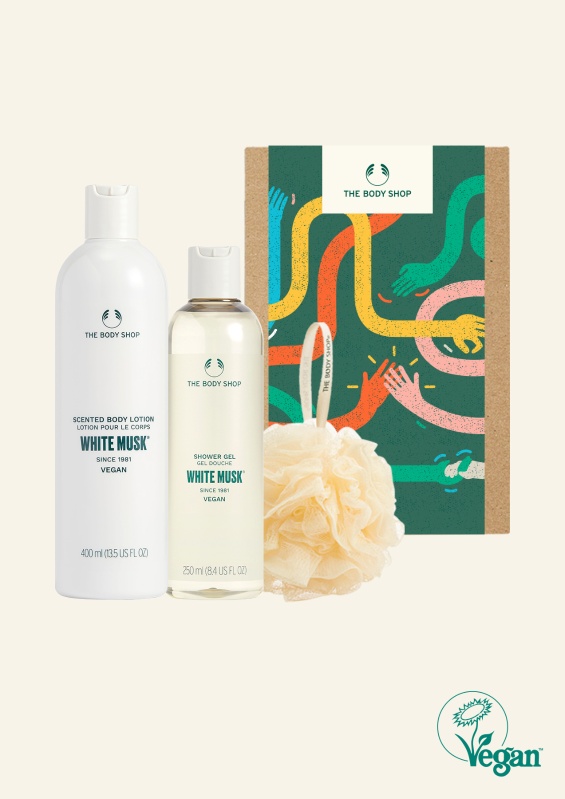 THE BODY SHOP
SCENTED BODY LOTION
LOTION POUR LE CORPS
WHITE MUSK®
SINCE 1981
VEGAN
400 ml (13.5 US FL OZ)
THE BODY SHOP
SHOWER GEL
GEL DOUCHE
WHITE MUSK®
SINCE 1981
VEGAN
250 ml (8.4 US FL OZ)
THE BODY SHOP
THE BODY SHOP
Vegan™